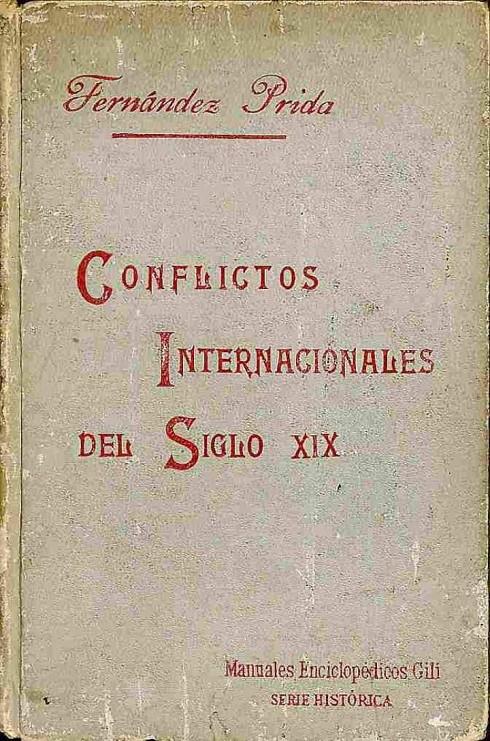 Fernández Prida
CONFLICTOS
INTERNACIONALES
DEL SIGLO XIX
Manuales Enciclopédicos Gili
SERIE HISTÓRICA